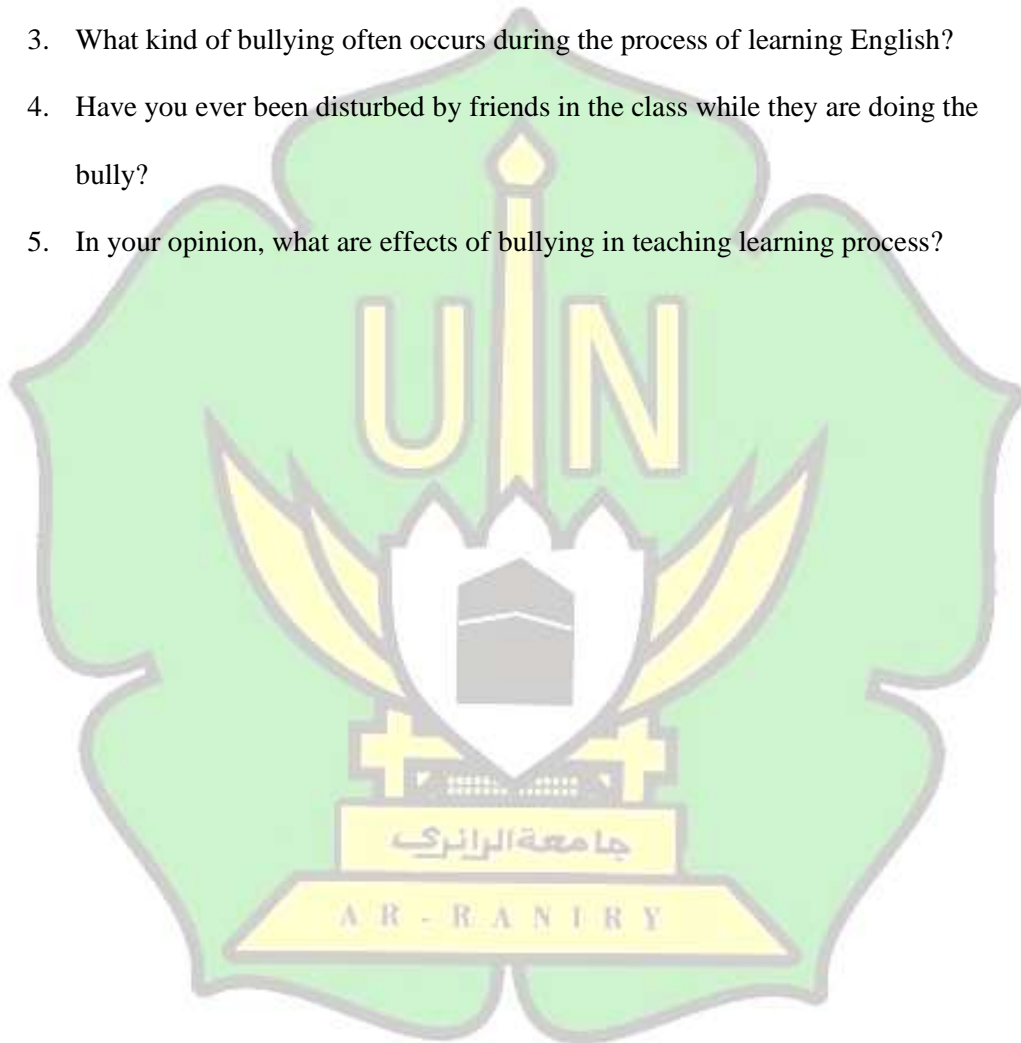 3. What kind of bullying often occurs during the process of learning English?
4. Have you ever been disturbed by friends in the class while they are doing the
bully?
5. In your opinion, what are effects of bullying in teaching learning process?
UIN
جامعة الرانري
AR-RANIRY